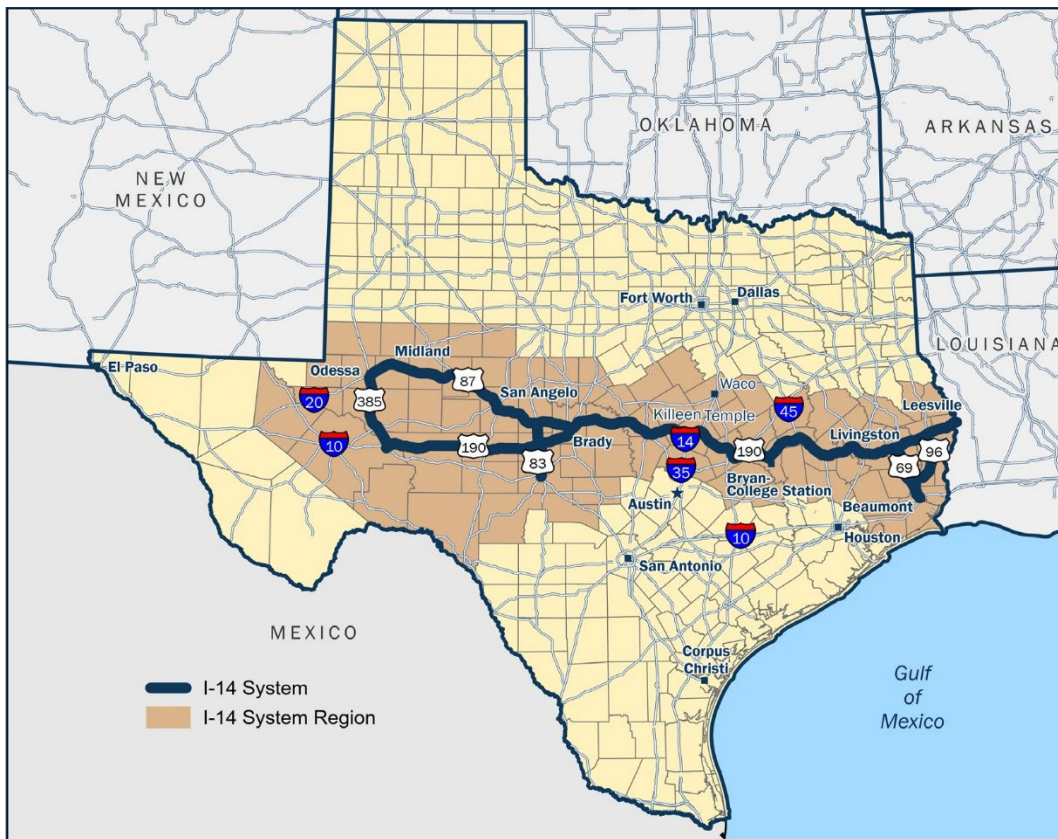 OKLAHOMA
ARKANSAS
NEW
MEXICO
Fort Worth
Dallas
LOUISIANA
El Paso
Midland
Odessa
87
San Angelo
Waco
20
385
45
Leesville
Killeen
Temple
14
Livingston
10
190
Brady
190
96
83
35
69
Bryan-
College Station
Austin
Beaumont
10
Houston
San Antonio
MEXICO
Corpus
Christi
Gulf
of
Mexico
I-14 System
I-14 System Region